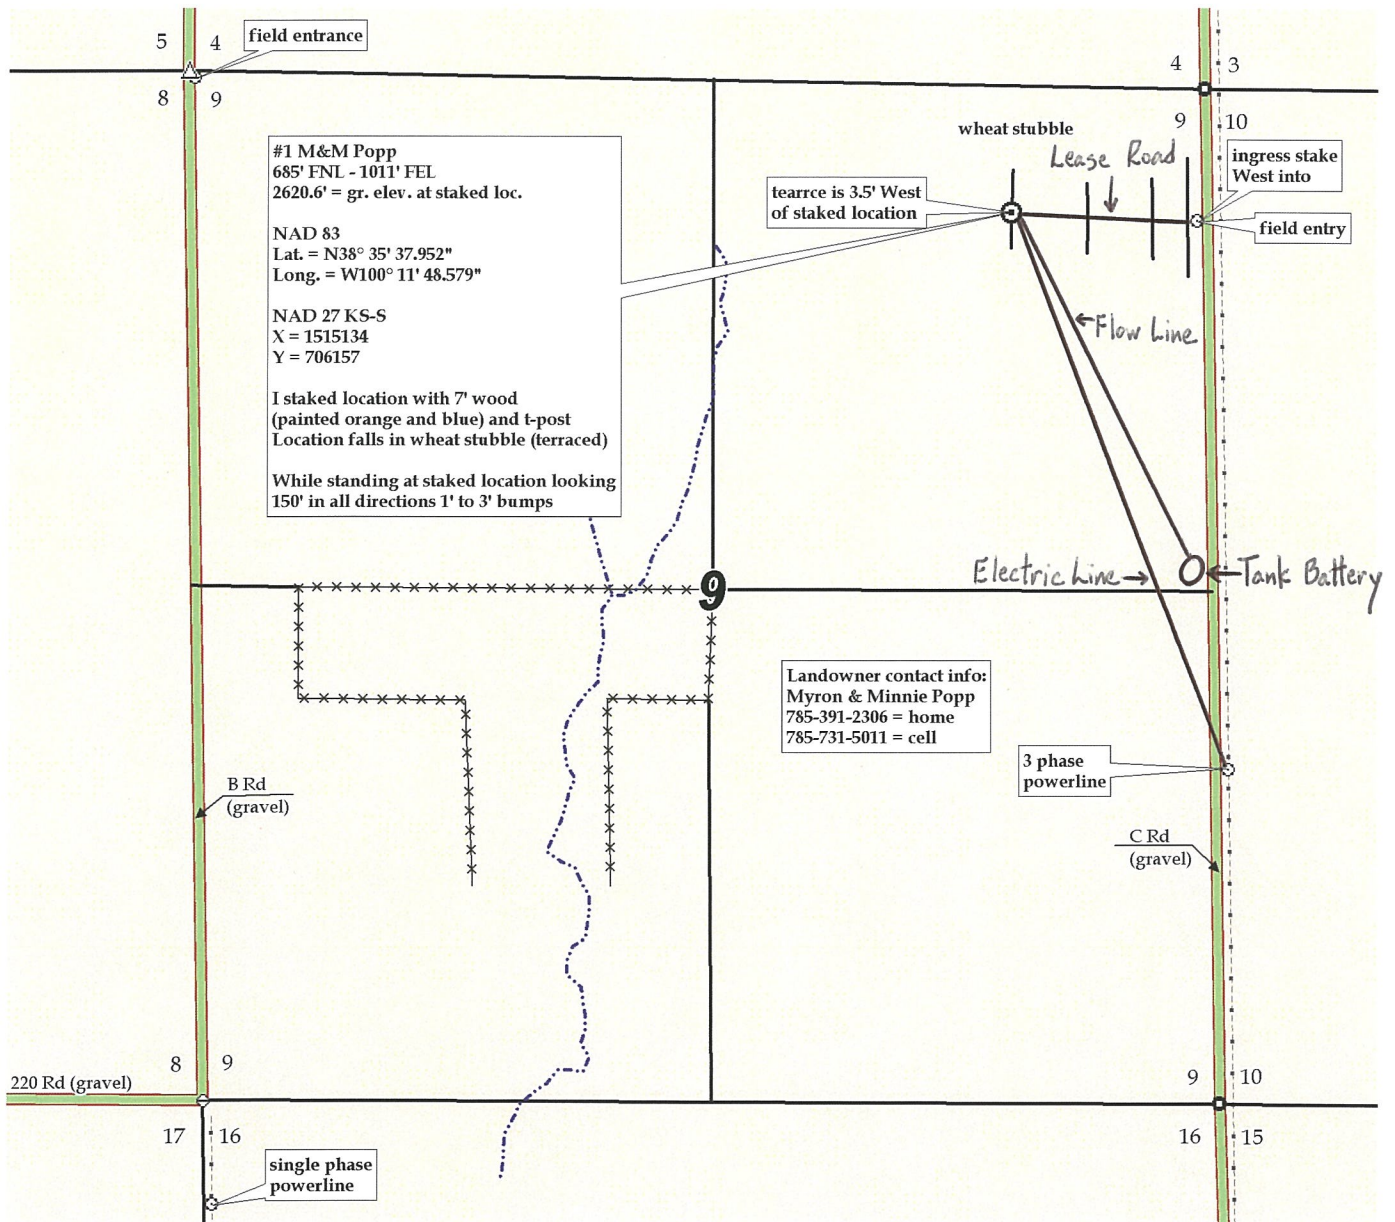 field entrance
5 4
4 3
8 9
9 10
wheat stubble
Lease Road
ingress stake
West into
field entry
tearrce is 3.5' West
of staked location
#1 M&M Popp
685' FNL - 1011' FEL
2620.6' = gr. elev. at staked loc.
NAD 83
Lat. = N38° 35' 37.952"
Long. = W100° 11' 48.579"
NAD 27 KS-S
X = 1515134
Y = 706157
I staked location with 7' wood
(painted orange and blue) and t-post
Location falls in wheat stubble (terraced)
While standing at staked location looking
150' in all directions 1' to 3' bumps
Flow Line
Electric Line
Tank Battery
9
Landowner contact info:
Myron & Minnie Popp
785-391-2306 = home
785-731-5011 = cell
3 phase
powerline
B Rd
(gravel)
C Rd
(gravel)
8 9
9 10
220 Rd (gravel)
17 16
16 15
single phase
powerline